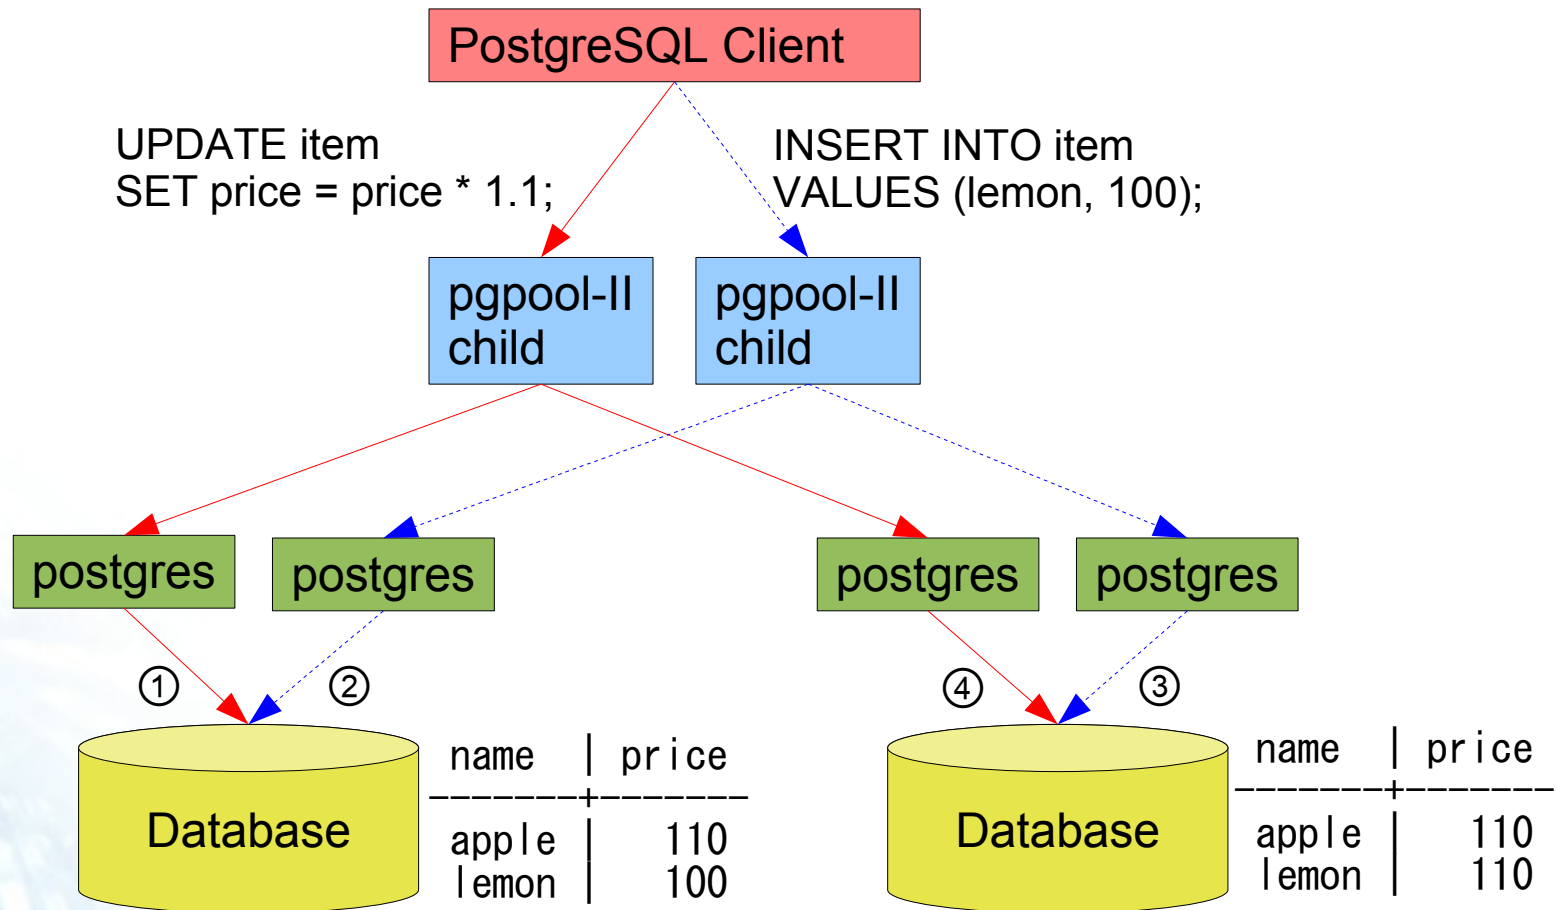 PostgreSQL Client
UPDATE item
SET price = price * 1.1;
INSERT INTO item
VALUES (lemon, 100);
pgpool-II
child
pgpool-II
child
postgres
postgres
postgres
postgres
①
②
④
③
Database
name | price
-------+-------
apple | 110
lemon | 100
Database
name | price
-------+-------
apple | 110
lemon | 110